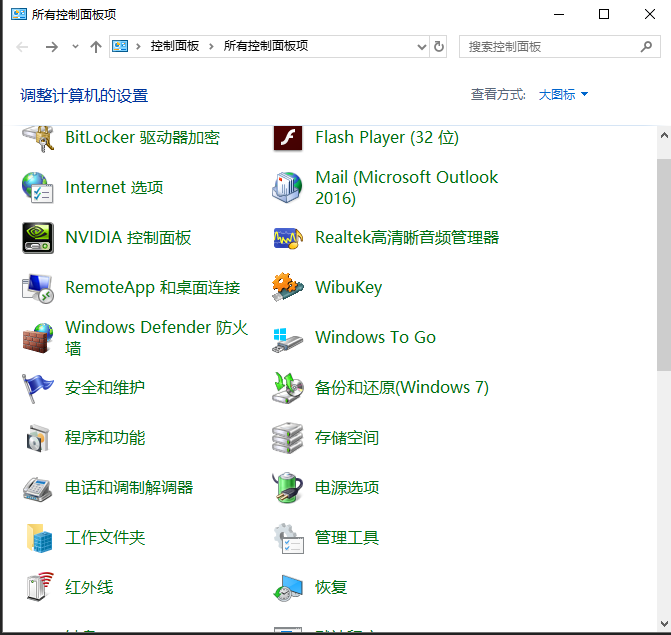 所有控制面板项
控制面板 所有控制面板项
搜索控制面板
调整计算机的设置
查看方式: 大图标
BitLocker 驱动器加密
Flash Player (32 位)
Internet 选项
Mail (Microsoft Outlook
2016)
NVIDIA 控制面板
Realtek高清晰音频管理器
RemoteApp 和桌面连接
WibuKey
Windows Defender 防火
墙
Windows To Go
安全和维护
备份和还原(Windows 7)
程序和功能
存储空间
电话和调制解调器
电源选项
工作文件夹
管理工具
红外线
恢复